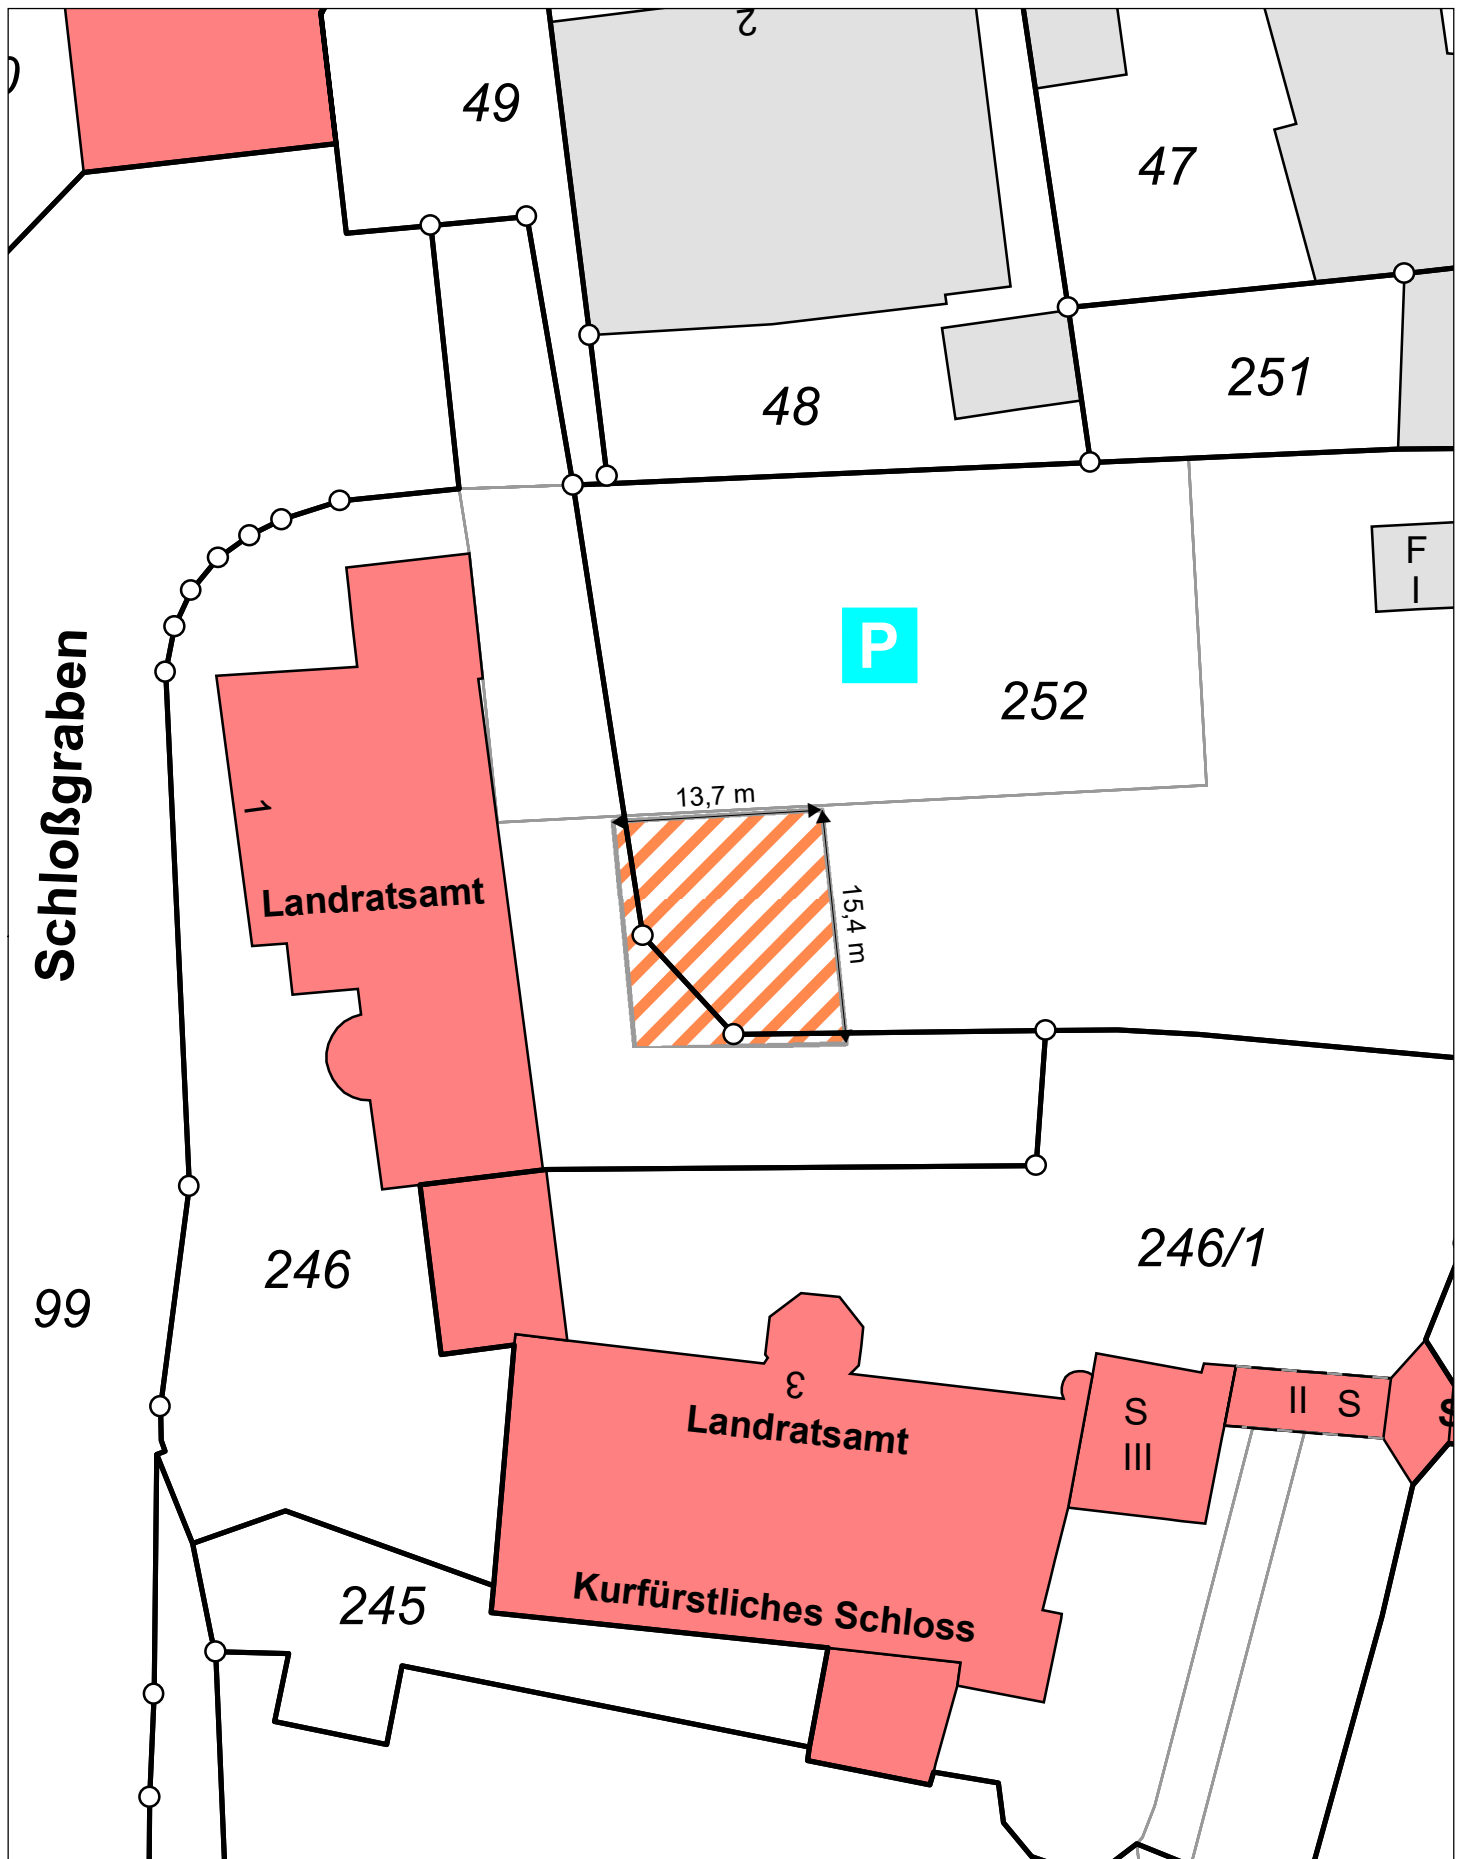 2
49
47
251
48
F
I
P
252
Schloßgraben
1
13,7 m
15,4 m
Landratsamt
246
246/1
99
3
Landratsamt
S
III
II S
S
Kurfürstliches Schloss
245